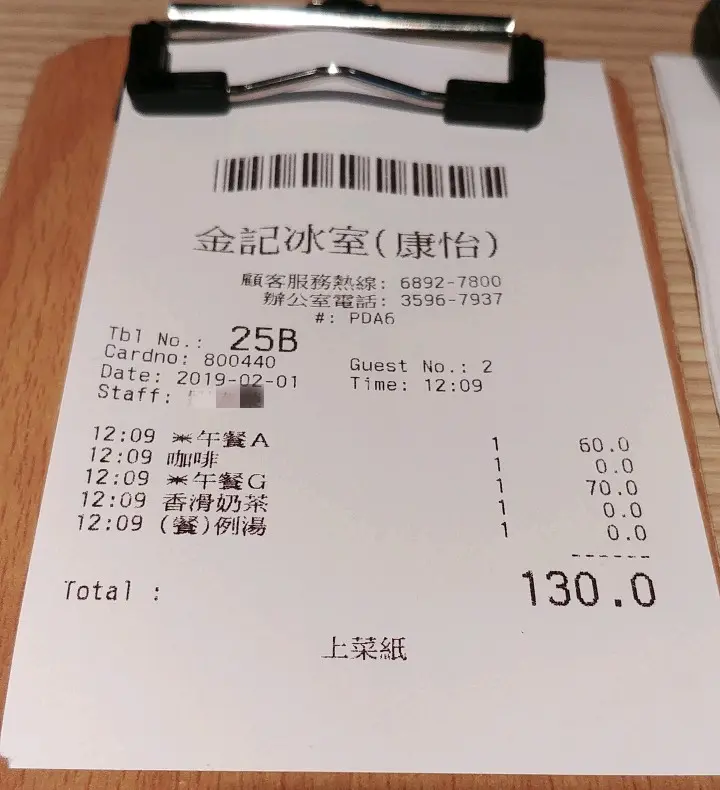 金記冰室(康怡)
顧客服務熱線: 6892-7800
辦公室電話: 3596-7937
#: PDA6
Tbl No.: 25B
Cardno: 800440 Guest No.: 2
Date: 2019-02-01 Time: 12:09
Staff:
12:09 ※午餐A 1 60.0
12:09 咖啡 1 0.0
12:09 ※午餐G 1 70.0
12:09 香滑奶茶 1 0.0
12:09 (餐)例湯 1 0.0
------
Total : 130.0
上菜紙